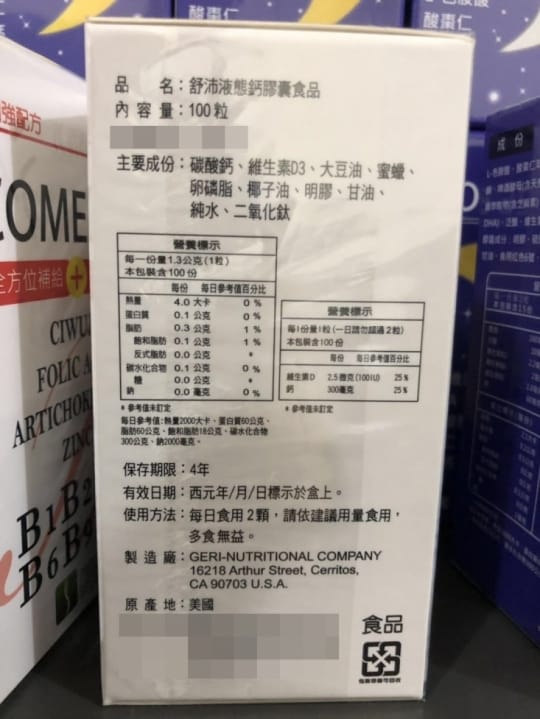 酸棗仁
酸棗仁
強配方
COME
全方位補給
CIWU
FOLIC A
ARTICHOK
ZINC
B1B2
B6B9
品　　名：舒沛液態鈣膠囊食品
內 容 量：100粒
主要成份：碳酸鈣、維生素D3、大豆油、蜜蠟、
卵磷脂、椰子油、明膠、甘油、
純水、二氧化鈦
營養標示
每一份量1.3公克(1粒)
本包裝含100份
每份 每日參考值百分比
熱量 4.0 大卡 0 %
蛋白質 0.1 公克 0 %
脂肪 0.3 公克 1 %
飽和脂肪 0.1 公克 1 %
反式脂肪 0.0 公克 *
碳水化合物 0.1 公克 0 %
糖 0.0 公克 *
鈉 0.0 毫克 0 %
* 參考值未訂定
每日參考值:熱量2000大卡、蛋白質60公克、
脂肪60公克、飽和脂肪18公克、碳水化合物
300公克、鈉2000毫克。
營養標示
每1份量1粒(一日請勿超過2粒)
本包裝含100份
每份 每日參考值百分比
維生素D 2.5微克(100IU) 25%
鈣 300毫克 25%
* 參考值未訂定
保存期限：4年
有效日期：西元年/月/日標示於盒上。
使用方法：每日食用2顆，請依建議用量食用，
多食無益。
製 造 廠：GERI-NUTRITIONAL COMPANY
16218 Arthur Street, Cerritos,
CA 90703 U.S.A.
原 產 地：美國
食品
成 份